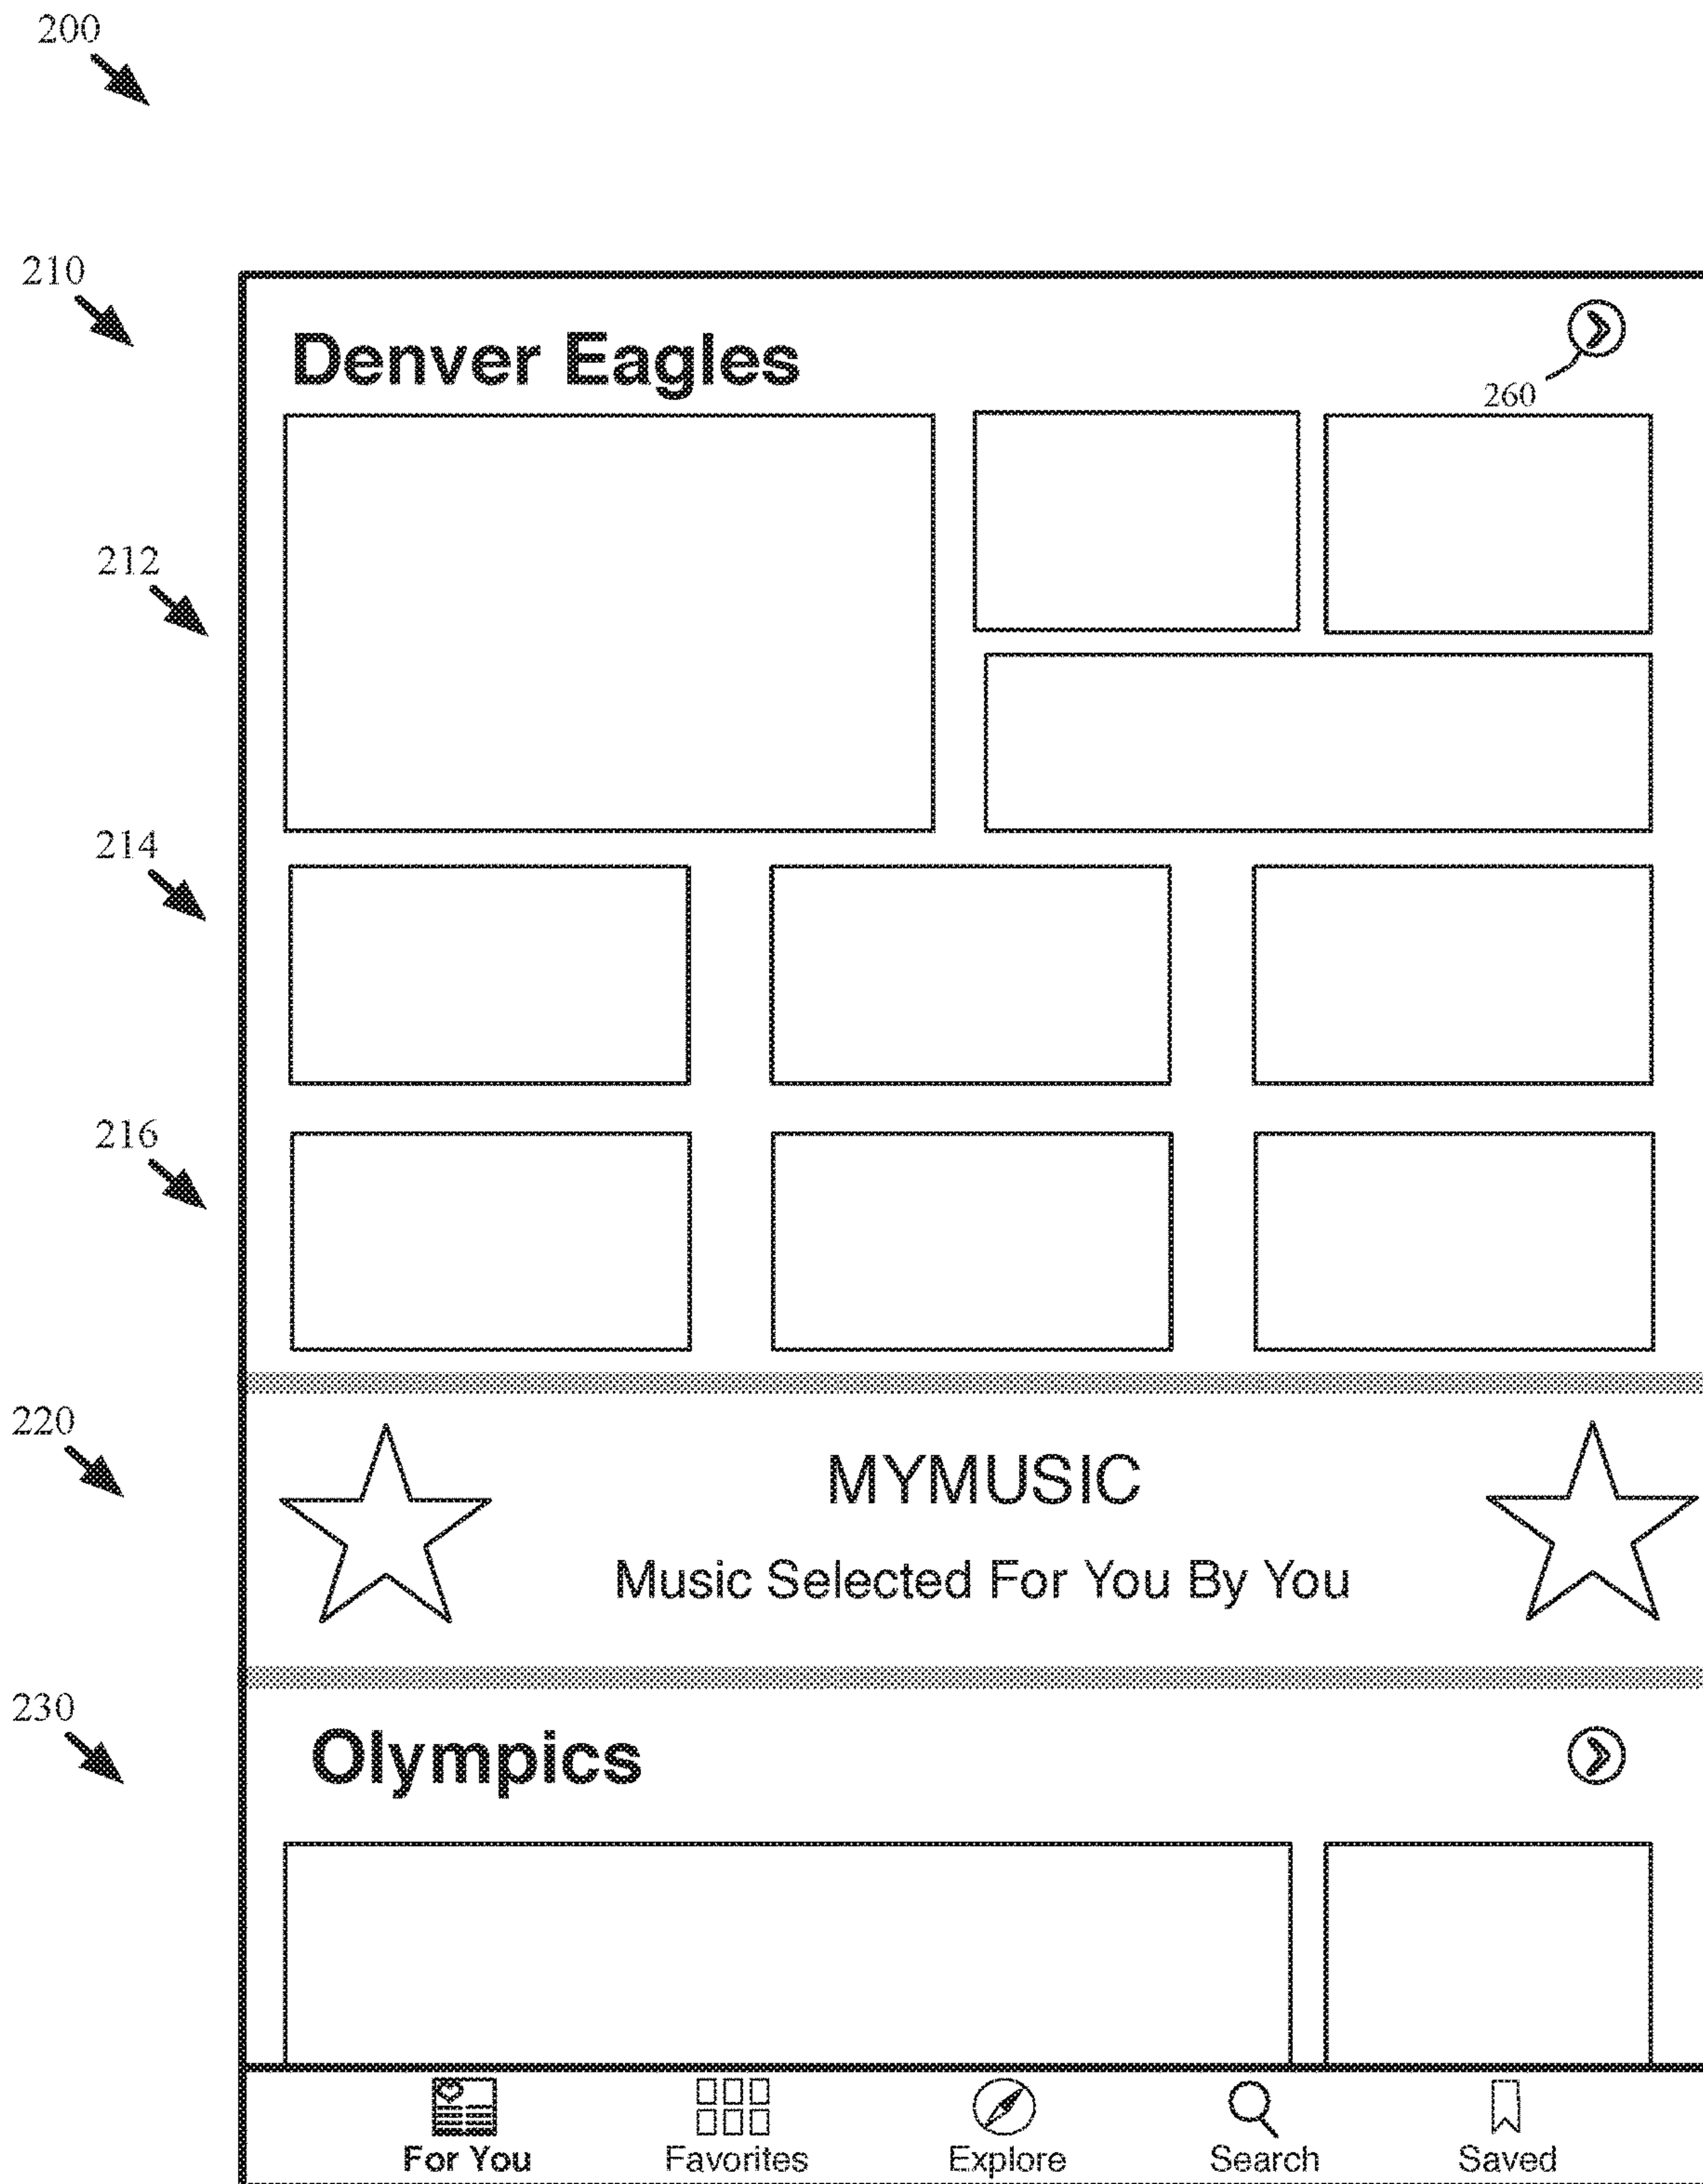 200
210
Denver Eagles
260
212
214
216
220
MYMUSIC
Music Selected For You By You
230
Olympics
For You Favorites Explore Search Saved